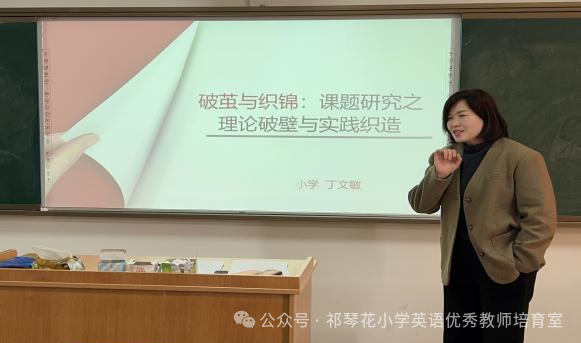 破茧与织锦：课题研究之
理论破壁与实践织造
小学 丁文敏
公众号 · 祁琴花小学英语优秀教师培育室